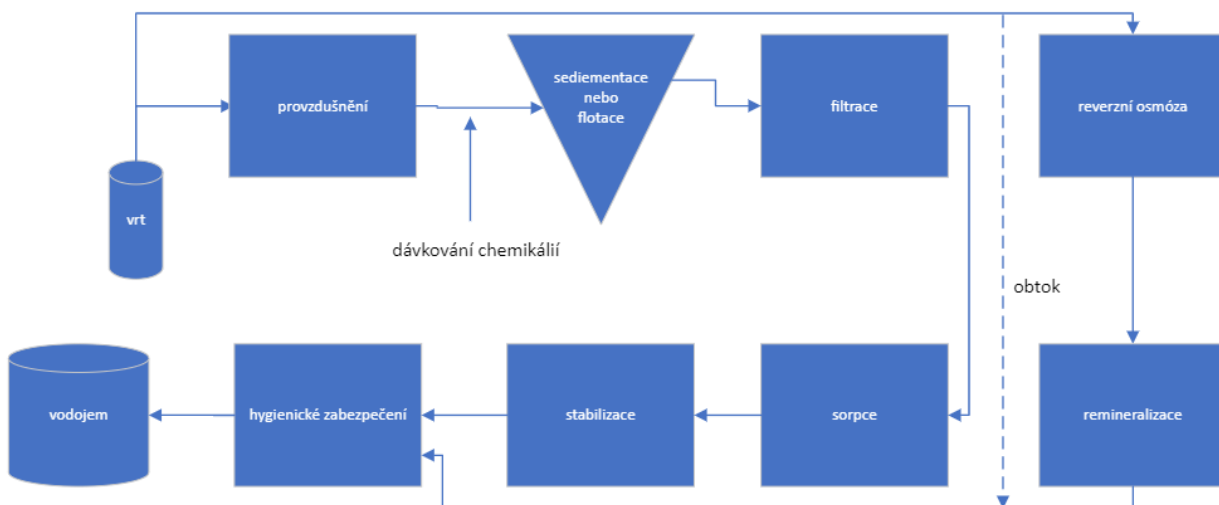 provzdušnění
sediementace
nebo
flotace
filtrace
reverzní osmóza
vrt
dávkování chemikálií
obtok
vodojem
hygienické zabezpečení
stabilizace
sorpce
remineralizace